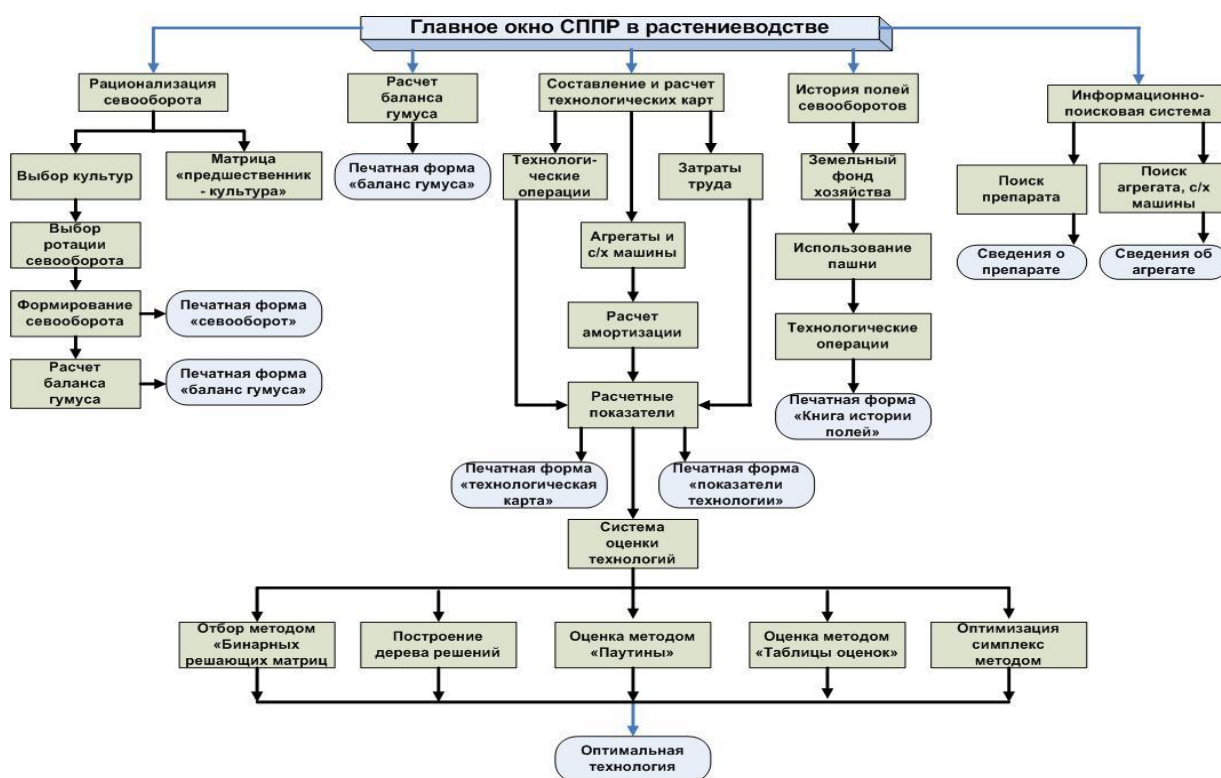 Главное окно СППР в растениеводстве
Рационализация
севооборота
Расчет
баланса
гумуса
Составление и расчет
технологических карт
История полей
севооборотов
Информационно-
поисковая система
Выбор культур
Матрица
«предшественник
- культура»
Печатная форма
«баланс гумуса»
Технологи-
ческие
операции
Затраты
труда
Земельный
фонд
хозяйства
Поиск
препарата
Поиск
агрегата, с/х
машины
Выбор
ротации
севооборота
Агрегаты и
с/х машины
Использование
пашни
Сведения о
препарате
Сведения об
агрегате
Формирование
севооборота
Печатная форма
«севооборот»
Расчет
амортизации
Технологические
операции
Расчет
баланса
гумуса
Печатная форма
«баланс гумуса»
Расчетные
показатели
Печатная форма
«Книга истории
полей»
Печатная форма
«технологическая
карта»
Печатная форма
«показатели
технологии»
Система
оценки
технологий
Отбор методом
«Бинарных
решающих матриц
Построение
дерева решений
Оценка методом
«Паутины»
Оценка методом
«Таблицы оценок»
Оптимизация
симплекс
методом
Оптимальная
технология